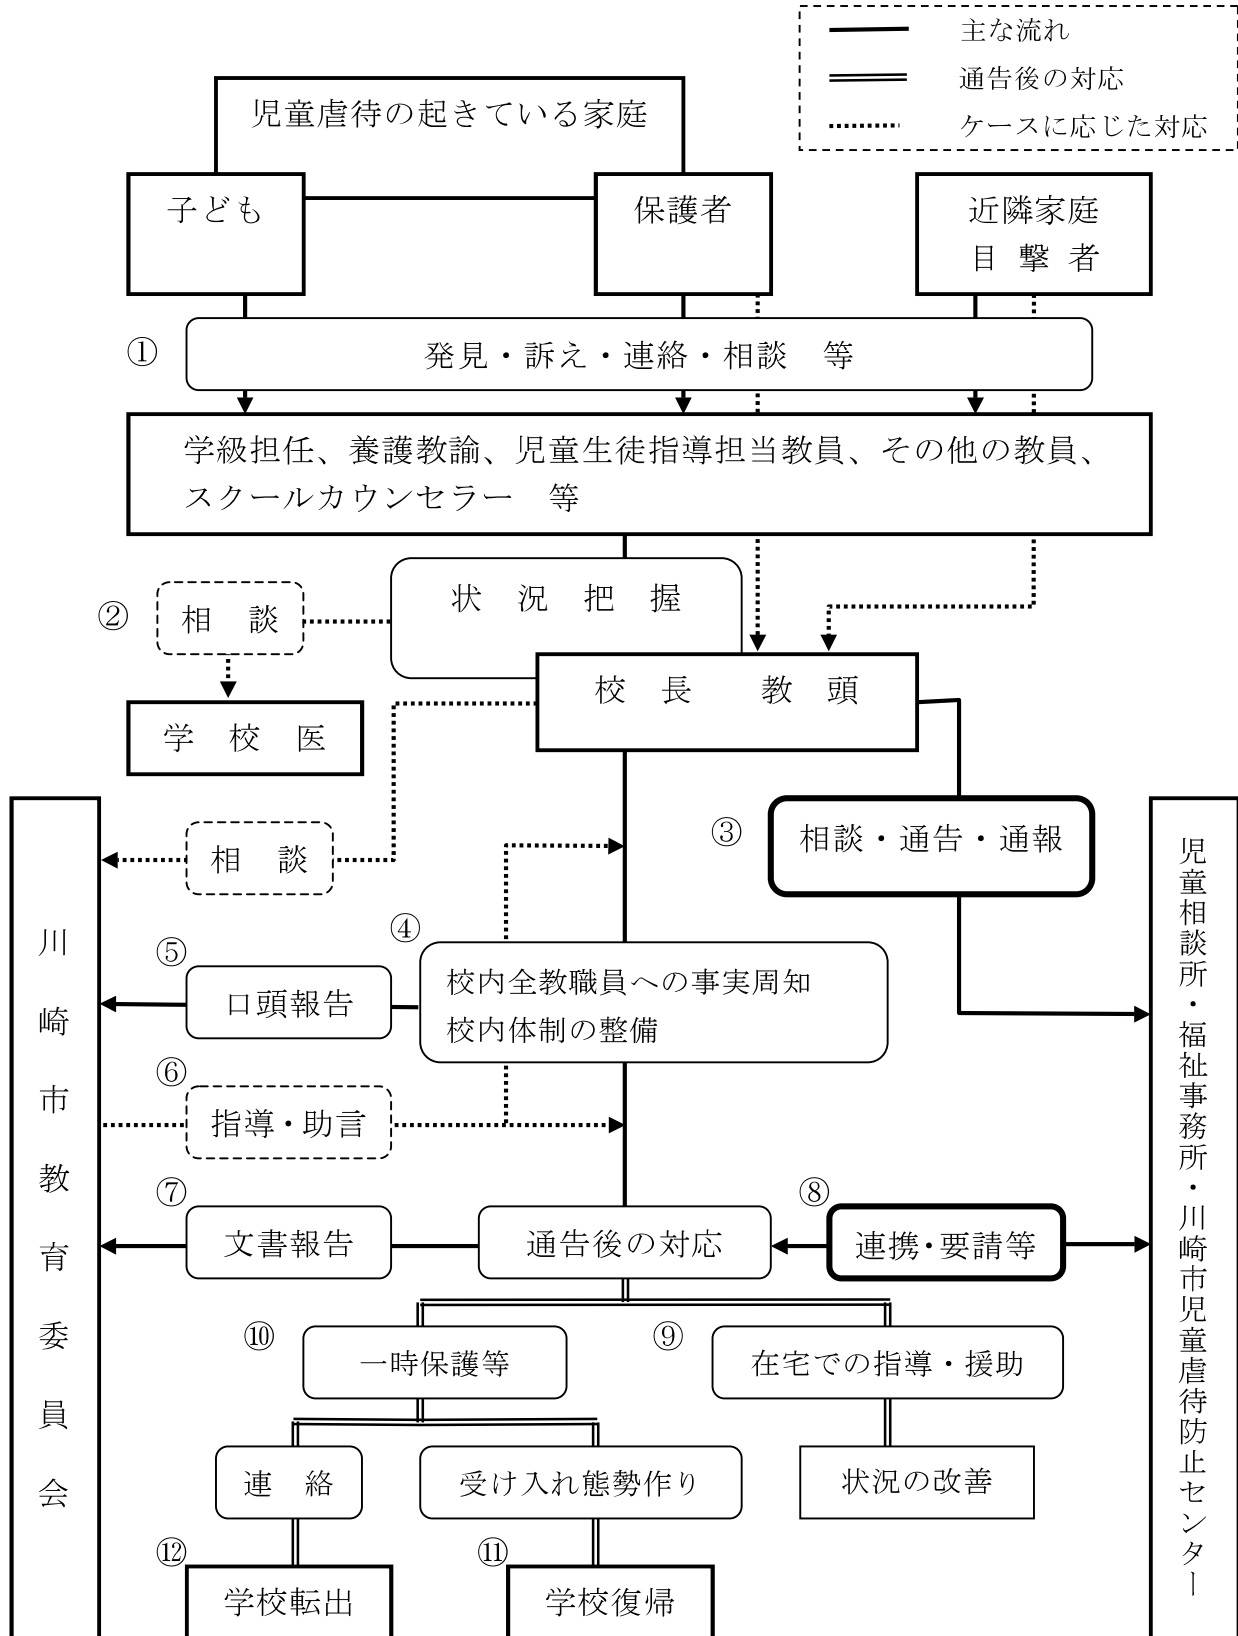 主な流れ
通告後の対応
ケースに応じた対応
児童虐待の起きている家庭
子ども
保護者
近隣家庭
目撃者
①
発見・訴え・連絡・相談　等
学級担任、養護教諭、児童生徒指導担当教員、その他の教員、
スクールカウンセラー　等
状況把握
②
相談
学校医
校長　教頭
③
相談・通告・通報
相談
④
校内全教職員への事実周知
校内体制の整備
⑤
口頭報告
⑥
指導・助言
⑦
文書報告
通告後の対応
⑧
連携・要請等
⑩
一時保護等
⑨
在宅での指導・援助
連絡
受け入れ態勢作り
状況の改善
⑫
学校転出
⑪
学校復帰
川崎市教育委員会
児童相談所・福祉事務所・川崎市児童虐待防止センター